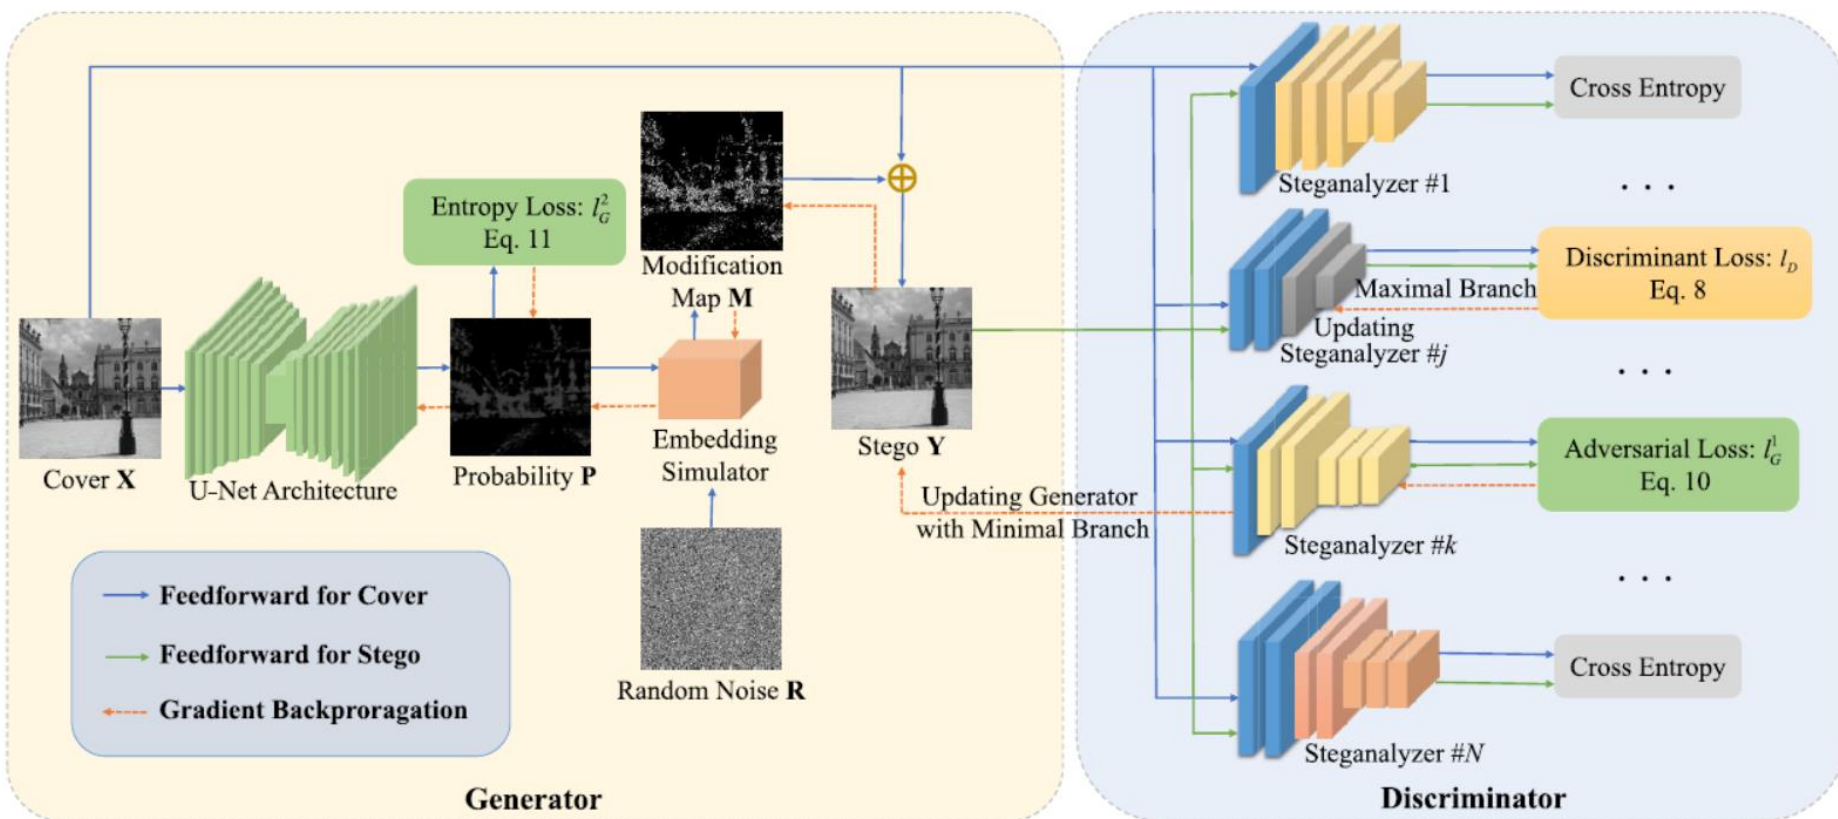 Cross Entropy
Steganalyzer #1
. . .
Entropy Loss: l_G^2
Eq. 11
Modification
Map M
Discriminant Loss: l_D
Eq. 8
Maximal Branch
Updating
Steganalyzer #j
. . .
Cover X
U-Net Architecture
Probability P
Embedding
Simulator
Stego Y
Adversarial Loss: l_G^1
Eq. 10
Updating Generator
with Minimal Branch
Steganalyzer #k
. . .
Feedforward for Cover
Feedforward for Stego
Gradient Backproragation
Random Noise R
Cross Entropy
Steganalyzer #N
Generator
Discriminator